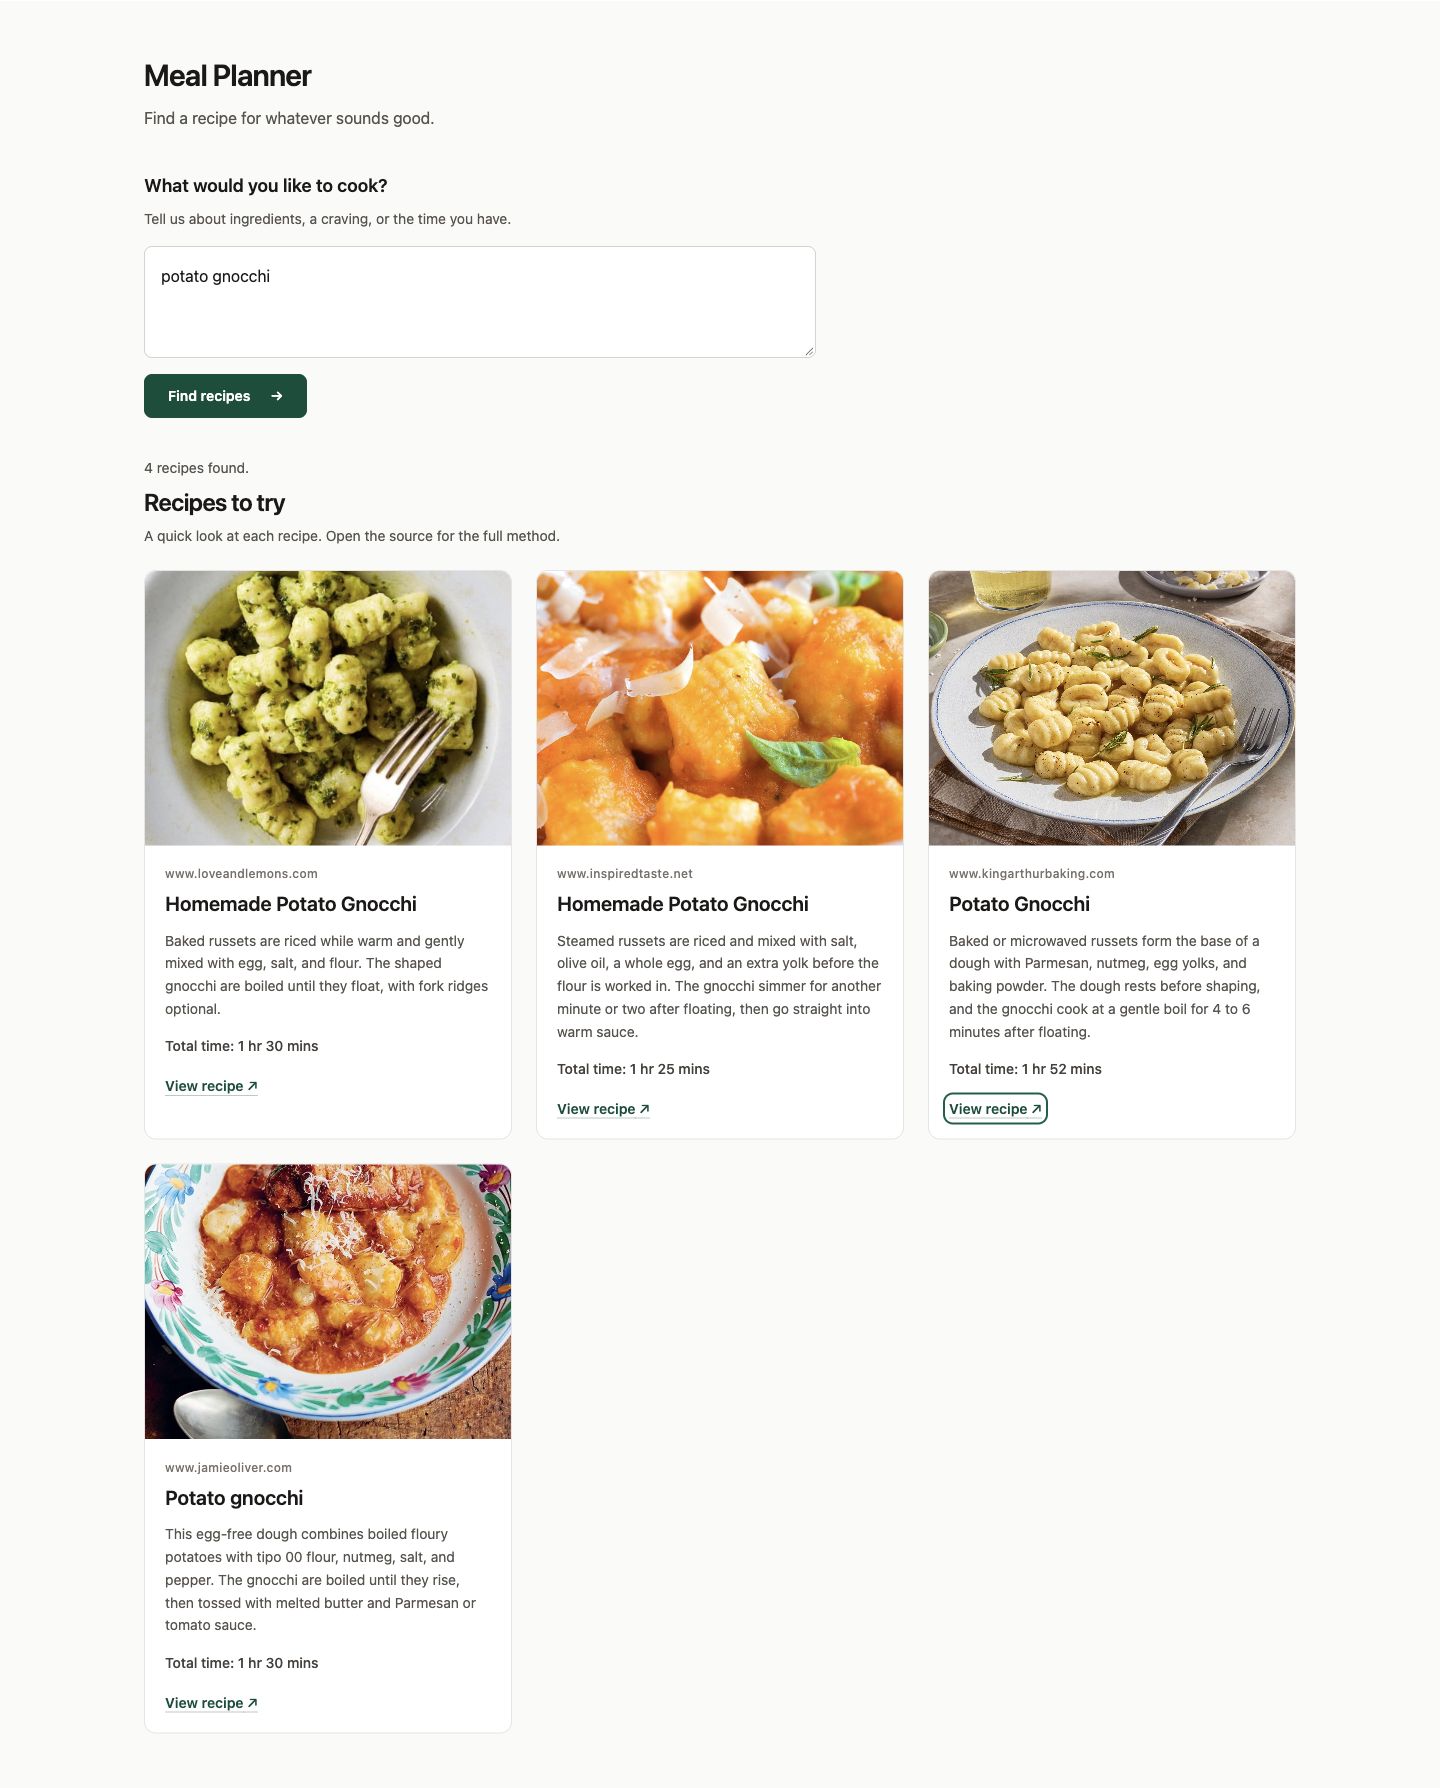 Meal Planner
Find a recipe for whatever sounds good.
What would you like to cook?
Tell us about ingredients, a craving, or the time you have.
potato gnocchi
Find recipes →
4 recipes found.
Recipes to try
A quick look at each recipe. Open the source for the full method.
www.loveandlemons.com
Homemade Potato Gnocchi
Baked russets are riced while warm and gently
mixed with egg, salt, and flour. The shaped
gnocchi are boiled until they float, with fork ridges
optional.
Total time: 1 hr 30 mins
View recipe ↗
www.inspiredtaste.net
Homemade Potato Gnocchi
Steamed russets are riced and mixed with salt,
olive oil, a whole egg, and an extra yolk before the
flour is worked in. The gnocchi simmer for another
minute or two after floating, then go straight into
warm sauce.
Total time: 1 hr 25 mins
View recipe ↗
www.kingarthurbaking.com
Potato Gnocchi
Baked or microwaved russets form the base of a
dough with Parmesan, nutmeg, egg yolks, and
baking powder. The dough rests before shaping,
and the gnocchi cook at a gentle boil for 4 to 6
minutes after floating.
Total time: 1 hr 52 mins
View recipe ↗
www.jamieoliver.com
Potato gnocchi
This egg-free dough combines boiled floury
potatoes with tipo 00 flour, nutmeg, salt, and
pepper. The gnocchi are boiled until they rise,
then tossed with melted butter and Parmesan or
tomato sauce.
Total time: 1 hr 30 mins
View recipe ↗